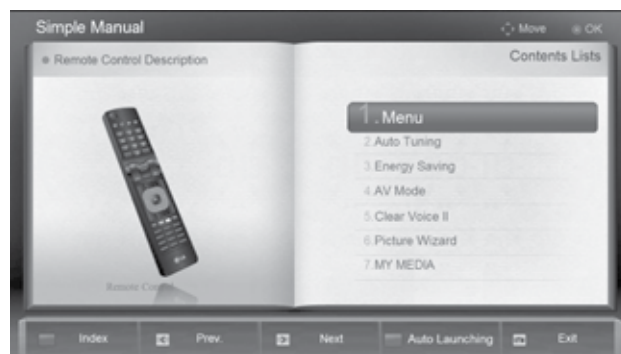 Simple Manual
Move OK
Remote Control Description
Contents Lists
1. Menu
2. Auto Tuning
3. Energy Saving
4. AV Mode
5. Clear Voice II
6. Picture Wizard
7. MY MEDIA
Remote Control
Index Prev. Next Auto Launching Exit